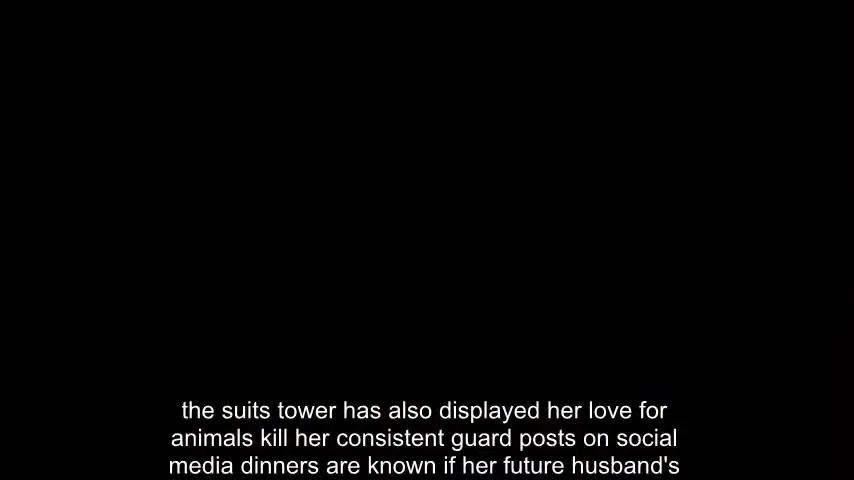 the suits tower has also displayed her love for
animals kill her consistent guard posts on social
media dinners are known if her future husband's